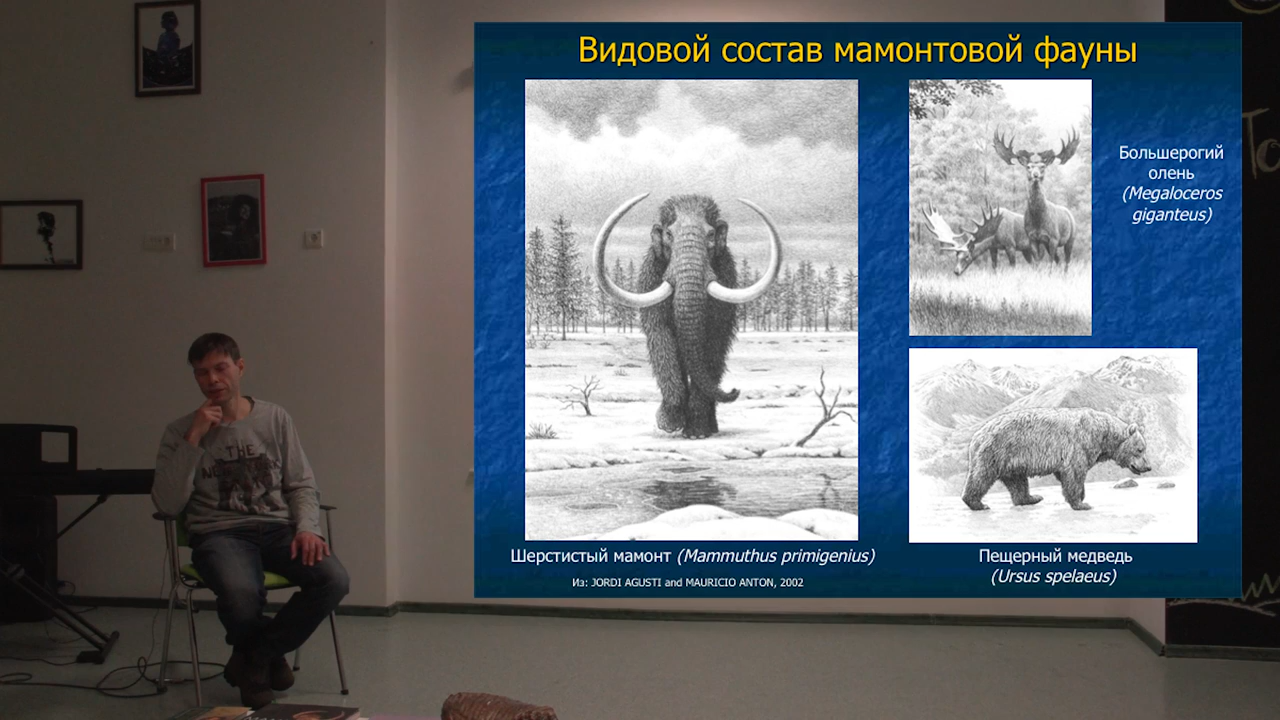 Видовой состав мамонтовой фауны
Большерогий
олень
(Megaloceros
giganteus)
Шерстистый мамонт (Mammuthus primigenius)
Из: JORDI AGUSTI and MAURICIO ANTON, 2002
Пещерный медведь
(Ursus spelaeus)
THE